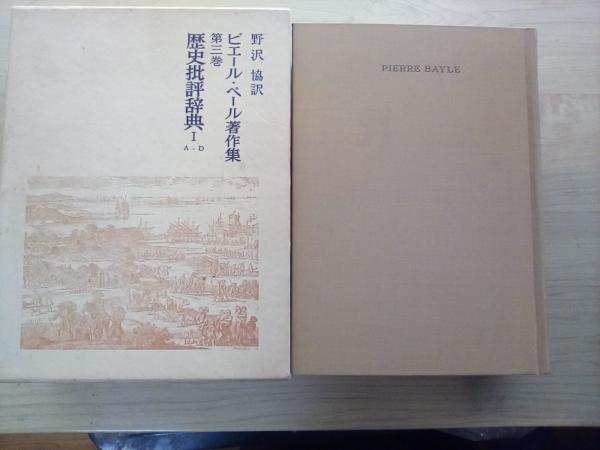 野沢 協訳
ピエール・ベール著作集
第三巻
歴史批評辞典 I
A-D
PIERRE BAYLE